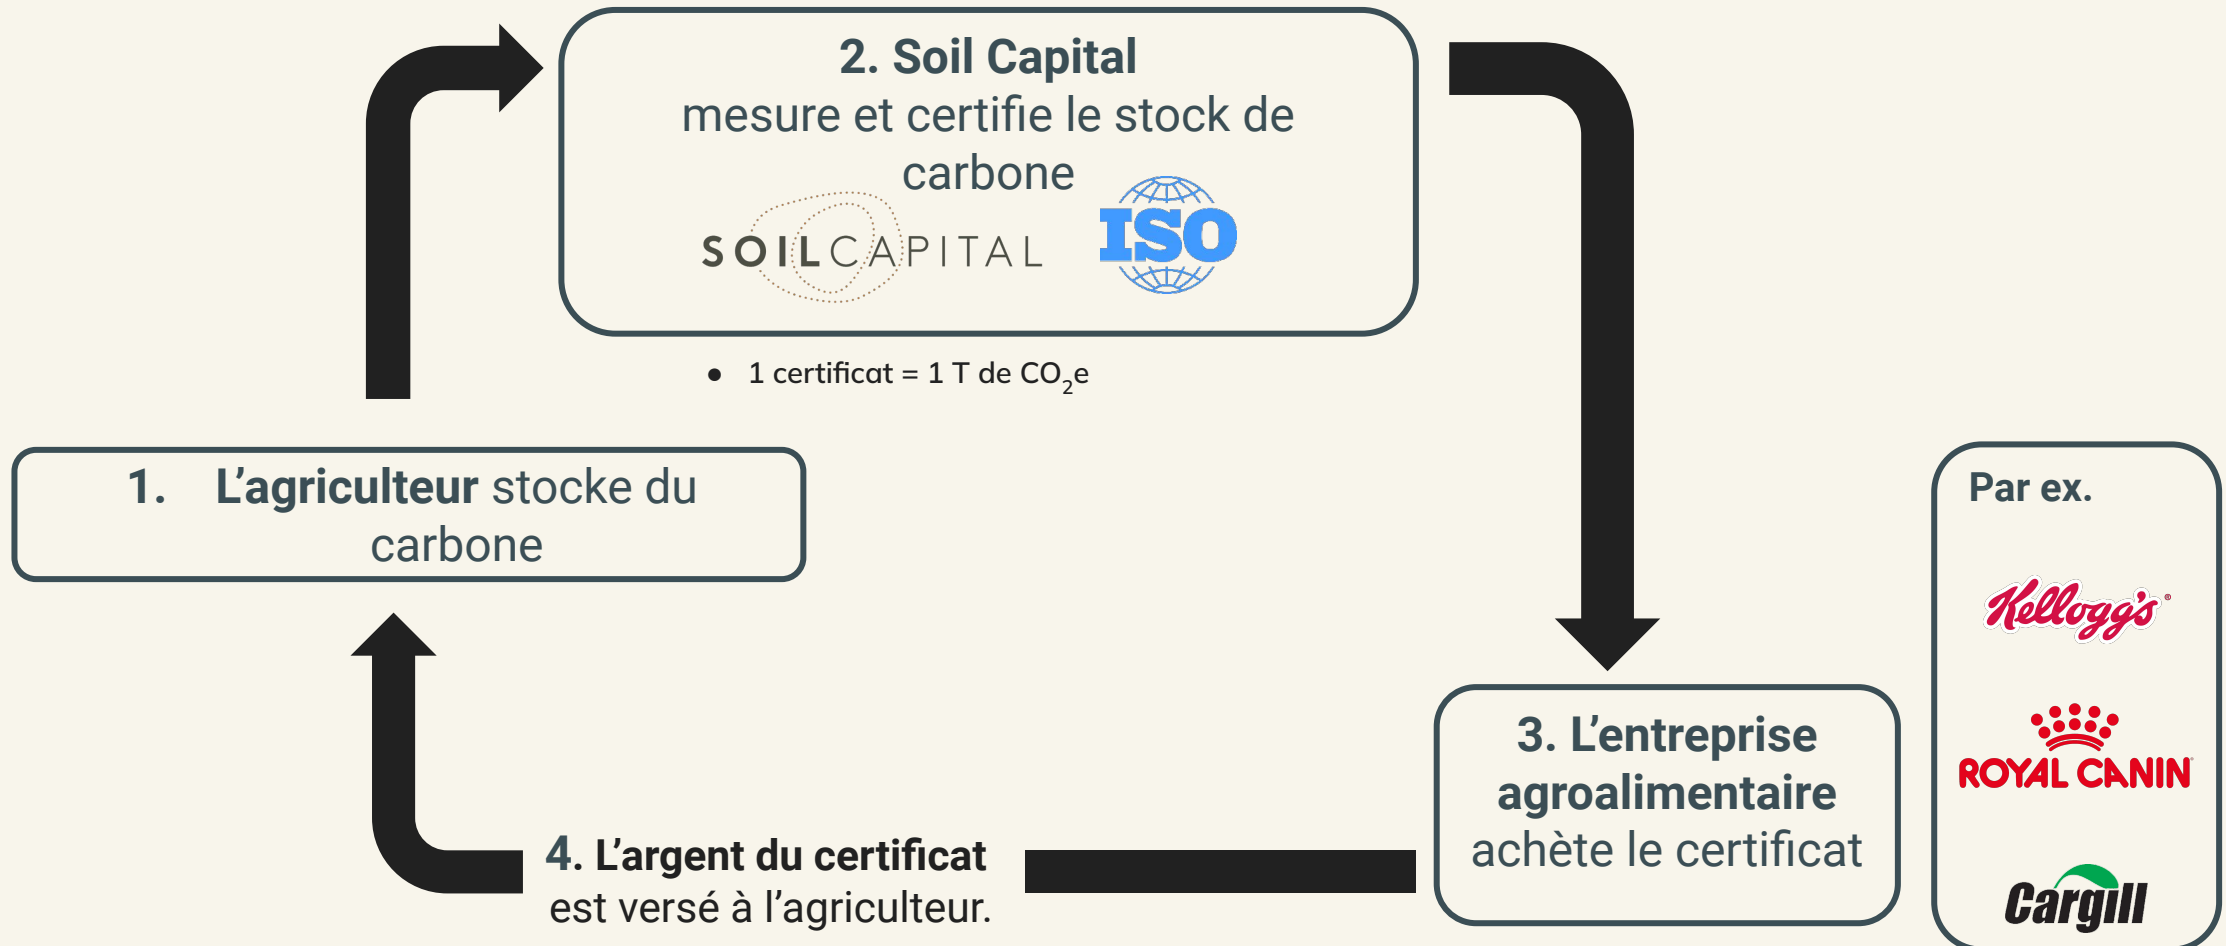 2. Soil Capital
mesure et certifie le stock de
carbone
SOILCAPITAL
ISO
● 1 certificat = 1 T de CO₂e
1. L’agriculteur stocke du
carbone
Par ex.
Kellogg's®
ROYAL CANIN
Cargill
3. L’entreprise
agroalimentaire
achète le certificat
4. L’argent du certificat
est versé à l’agriculteur.